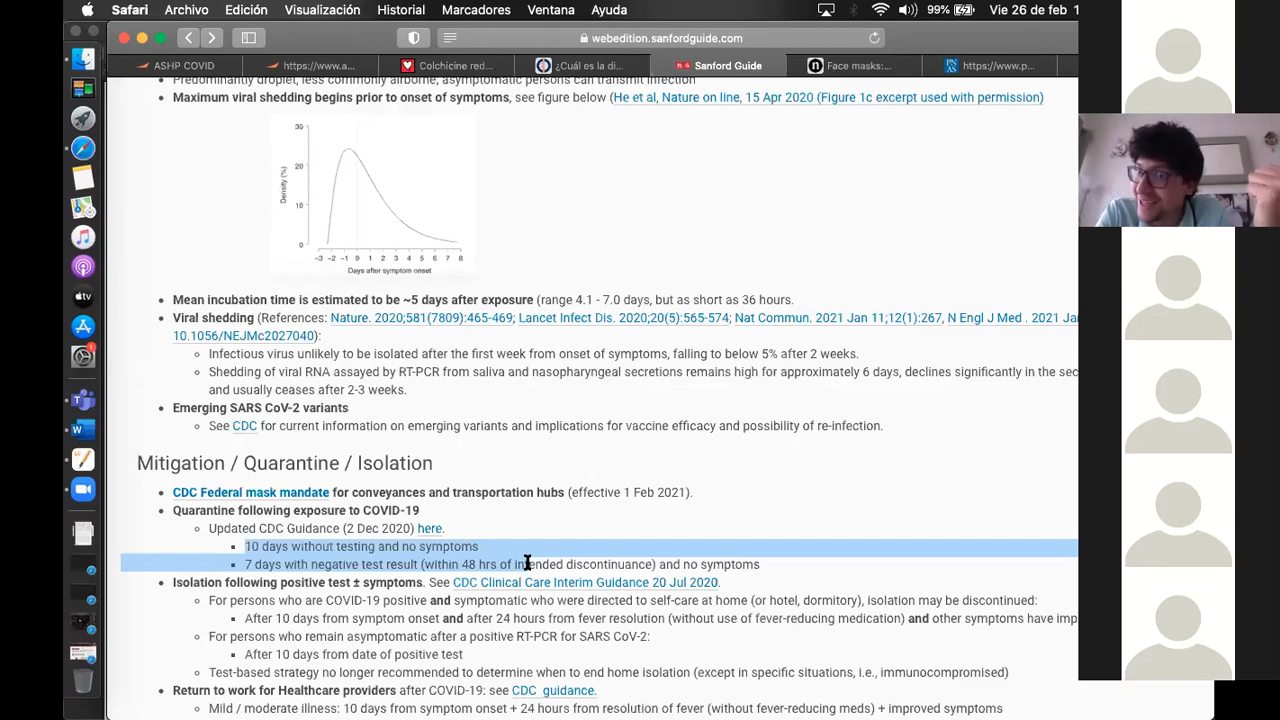 Safari Archivo Edición Visualización Historial Marcadores Ventana Ayuda 99% Vie 26 de feb 1
webedition.sanfordguide.com
ASHP COVID https://www.a... Colchicine red... ¿Cuál es la di... Sanford Guide Face masks:... https://www.p...
Predominantly droplet, less commonly airborne, asymptomatic persons can transmit infection
Maximum viral shedding begins prior to onset of symptoms, see figure below (He et al, Nature on line, 15 Apr 2020 (Figure 1c excerpt used with permission)
30
20
10
0
Density (%)
-3 -2 -1 0 1 2 3 4 5 6 7 8
Days after symptom onset
Mean incubation time is estimated to be ~5 days after exposure (range 4.1 - 7.0 days, but as short as 36 hours.
Viral shedding (References: Nature. 2020;581(7809):465-469; Lancet Infect Dis. 2020;20(5):565-574; Nat Commun. 2021 Jan 11;12(1):267, N Engl J Med . 2021 Jan
10.1056/NEJMc2027040):
Infectious virus unlikely to be isolated after the first week from onset of symptoms, falling to below 5% after 2 weeks.
Shedding of viral RNA assayed by RT-PCR from saliva and nasopharyngeal secretions remains high for approximately 6 days, declines significantly in the sec
and usually ceases after 2-3 weeks.
Emerging SARS CoV-2 variants
See CDC for current information on emerging variants and implications for vaccine efficacy and possibility of re-infection.
Mitigation / Quarantine / Isolation
CDC Federal mask mandate for conveyances and transportation hubs (effective 1 Feb 2021).
Quarantine following exposure to COVID-19
Updated CDC Guidance (2 Dec 2020) here.
10 days without testing and no symptoms
7 days with negative test result (within 48 hrs of intended discontinuance) and no symptoms
Isolation following positive test ± symptoms. See CDC Clinical Care Interim Guidance 20 Jul 2020.
For persons who are COVID-19 positive and symptomatic who were directed to self-care at home (or hotel, dormitory), isolation may be discontinued:
After 10 days from symptom onset and after 24 hours from fever resolution (without use of fever-reducing medication) and other symptoms have imp
For persons who remain asymptomatic after a positive RT-PCR for SARS CoV-2:
After 10 days from date of positive test
Test-based strategy no longer recommended to determine when to end home isolation (except in specific situations, i.e., immunocompromised)
Return to work for Healthcare providers after COVID-19: see CDC guidance.
Mild / moderate illness: 10 days from symptom onset + 24 hours from resolution of fever (without fever-reducing meds) + improved symptoms